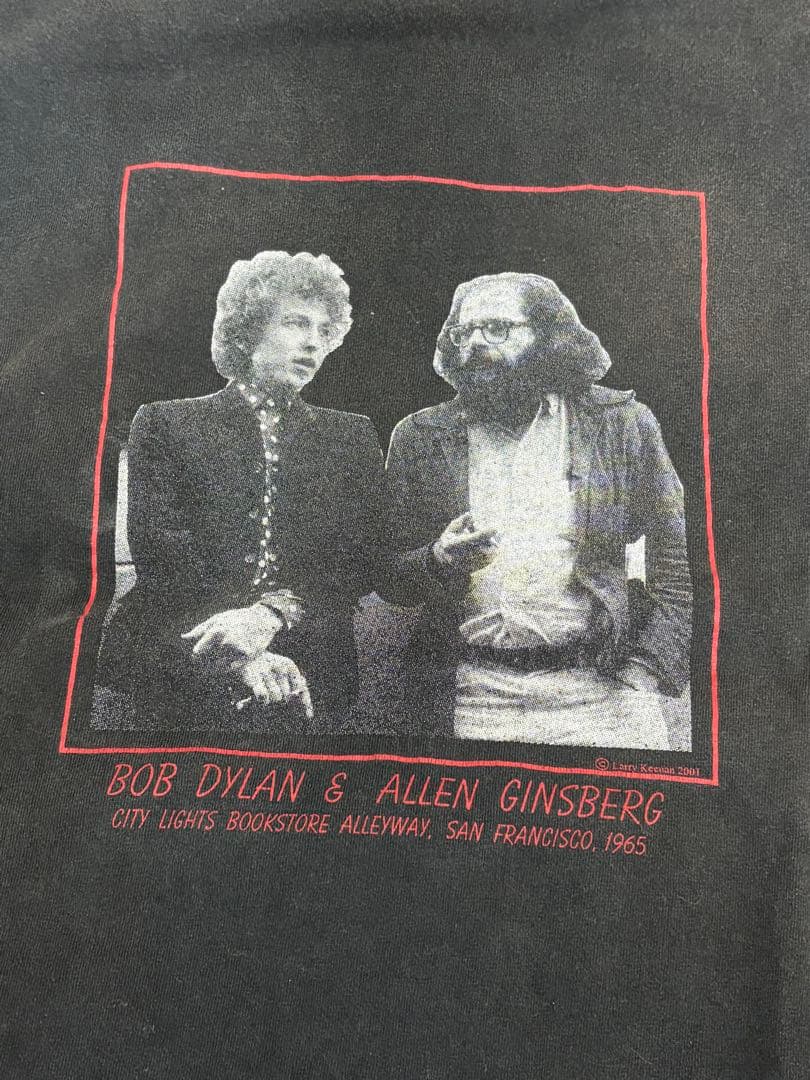 © Larry Keenan 2001
BOB DYLAN & ALLEN GINSBERG
CITY LIGHTS BOOKSTORE ALLEYWAY, SAN FRANCISCO, 1965